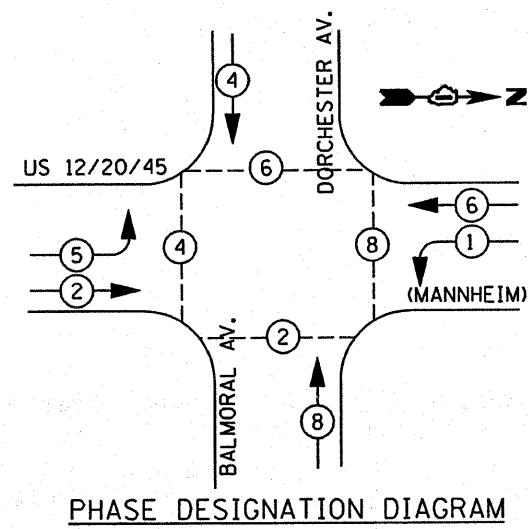 4
DORCHESTER AV.
N
US 12/20/45
6
6
5
4
8
1
2
(MANNHEIM)
2
BALMORAL AV.
8
PHASE DESIGNATION DIAGRAM